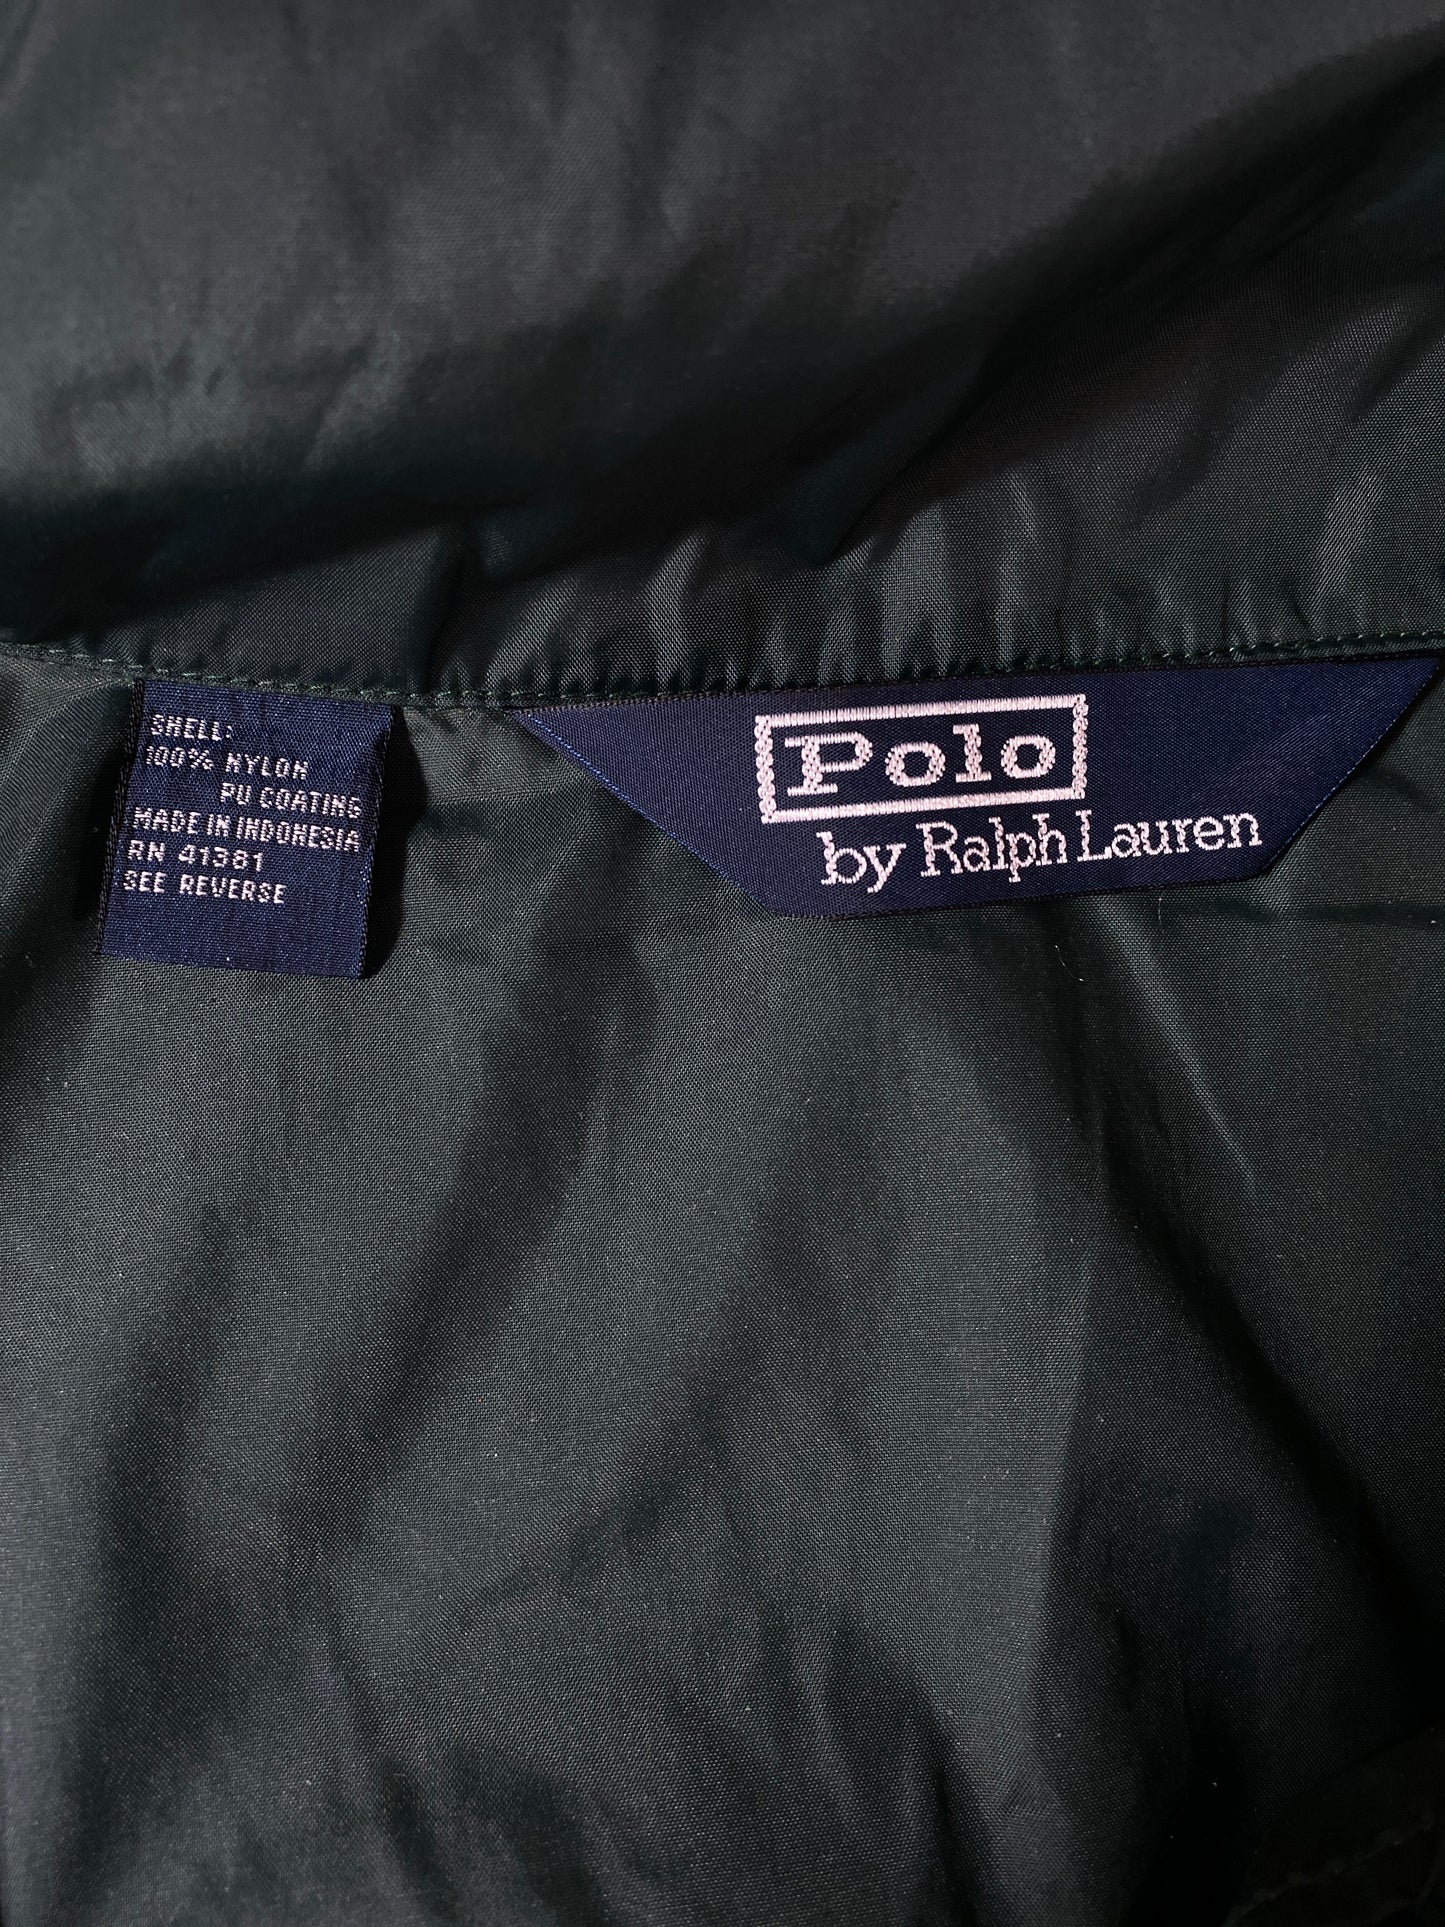 SHELL:
100% NYLON
PU COATING
MADE IN INDONESIA
RN 41381
SEE REVERSE
Polo
by Ralph Lauren